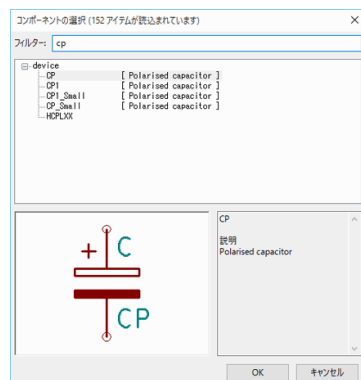 コンポーネントの選択 (152 アイテムが読込まれています)
フィルター: cp
device
CP [ Polarised capacitor ]
CP1 [ Polarised capacitor ]
CP1_Small [ Polarised capacitor ]
CP_Small [ Polarised capacitor ]
HCPLXX
+ C
CP
CP
説明
Polarised capacitor
OK キャンセル